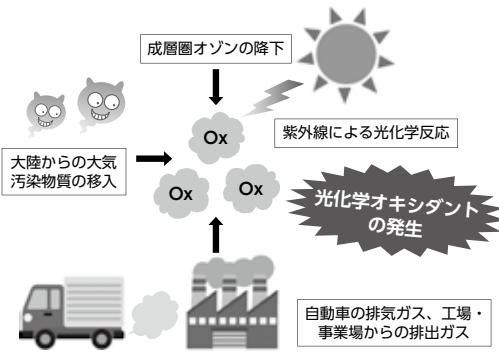 成層圏オゾンの降下
紫外線による光化学反応
Ox
大陸からの大気
汚染物質の移入
Ox
Ox
光化学オキシダント
の発生
自動車の排気ガス、工場・
事業場からの排出ガス